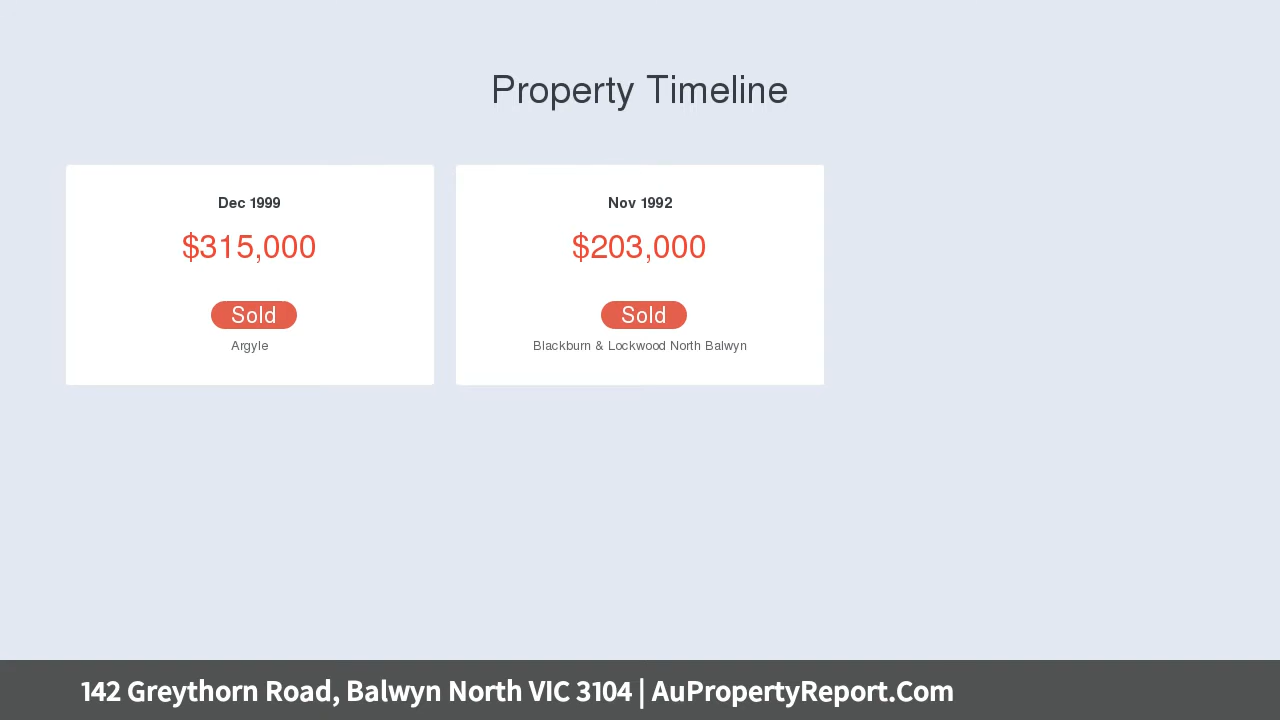 Property Timeline
Dec 1999
$315,000
Sold
Argyle
Nov 1992
$203,000
Sold
Blackburn & Lockwood North Balwyn
142 Greythorn Road, Balwyn North VIC 3104 | AuPropertyReport.Com